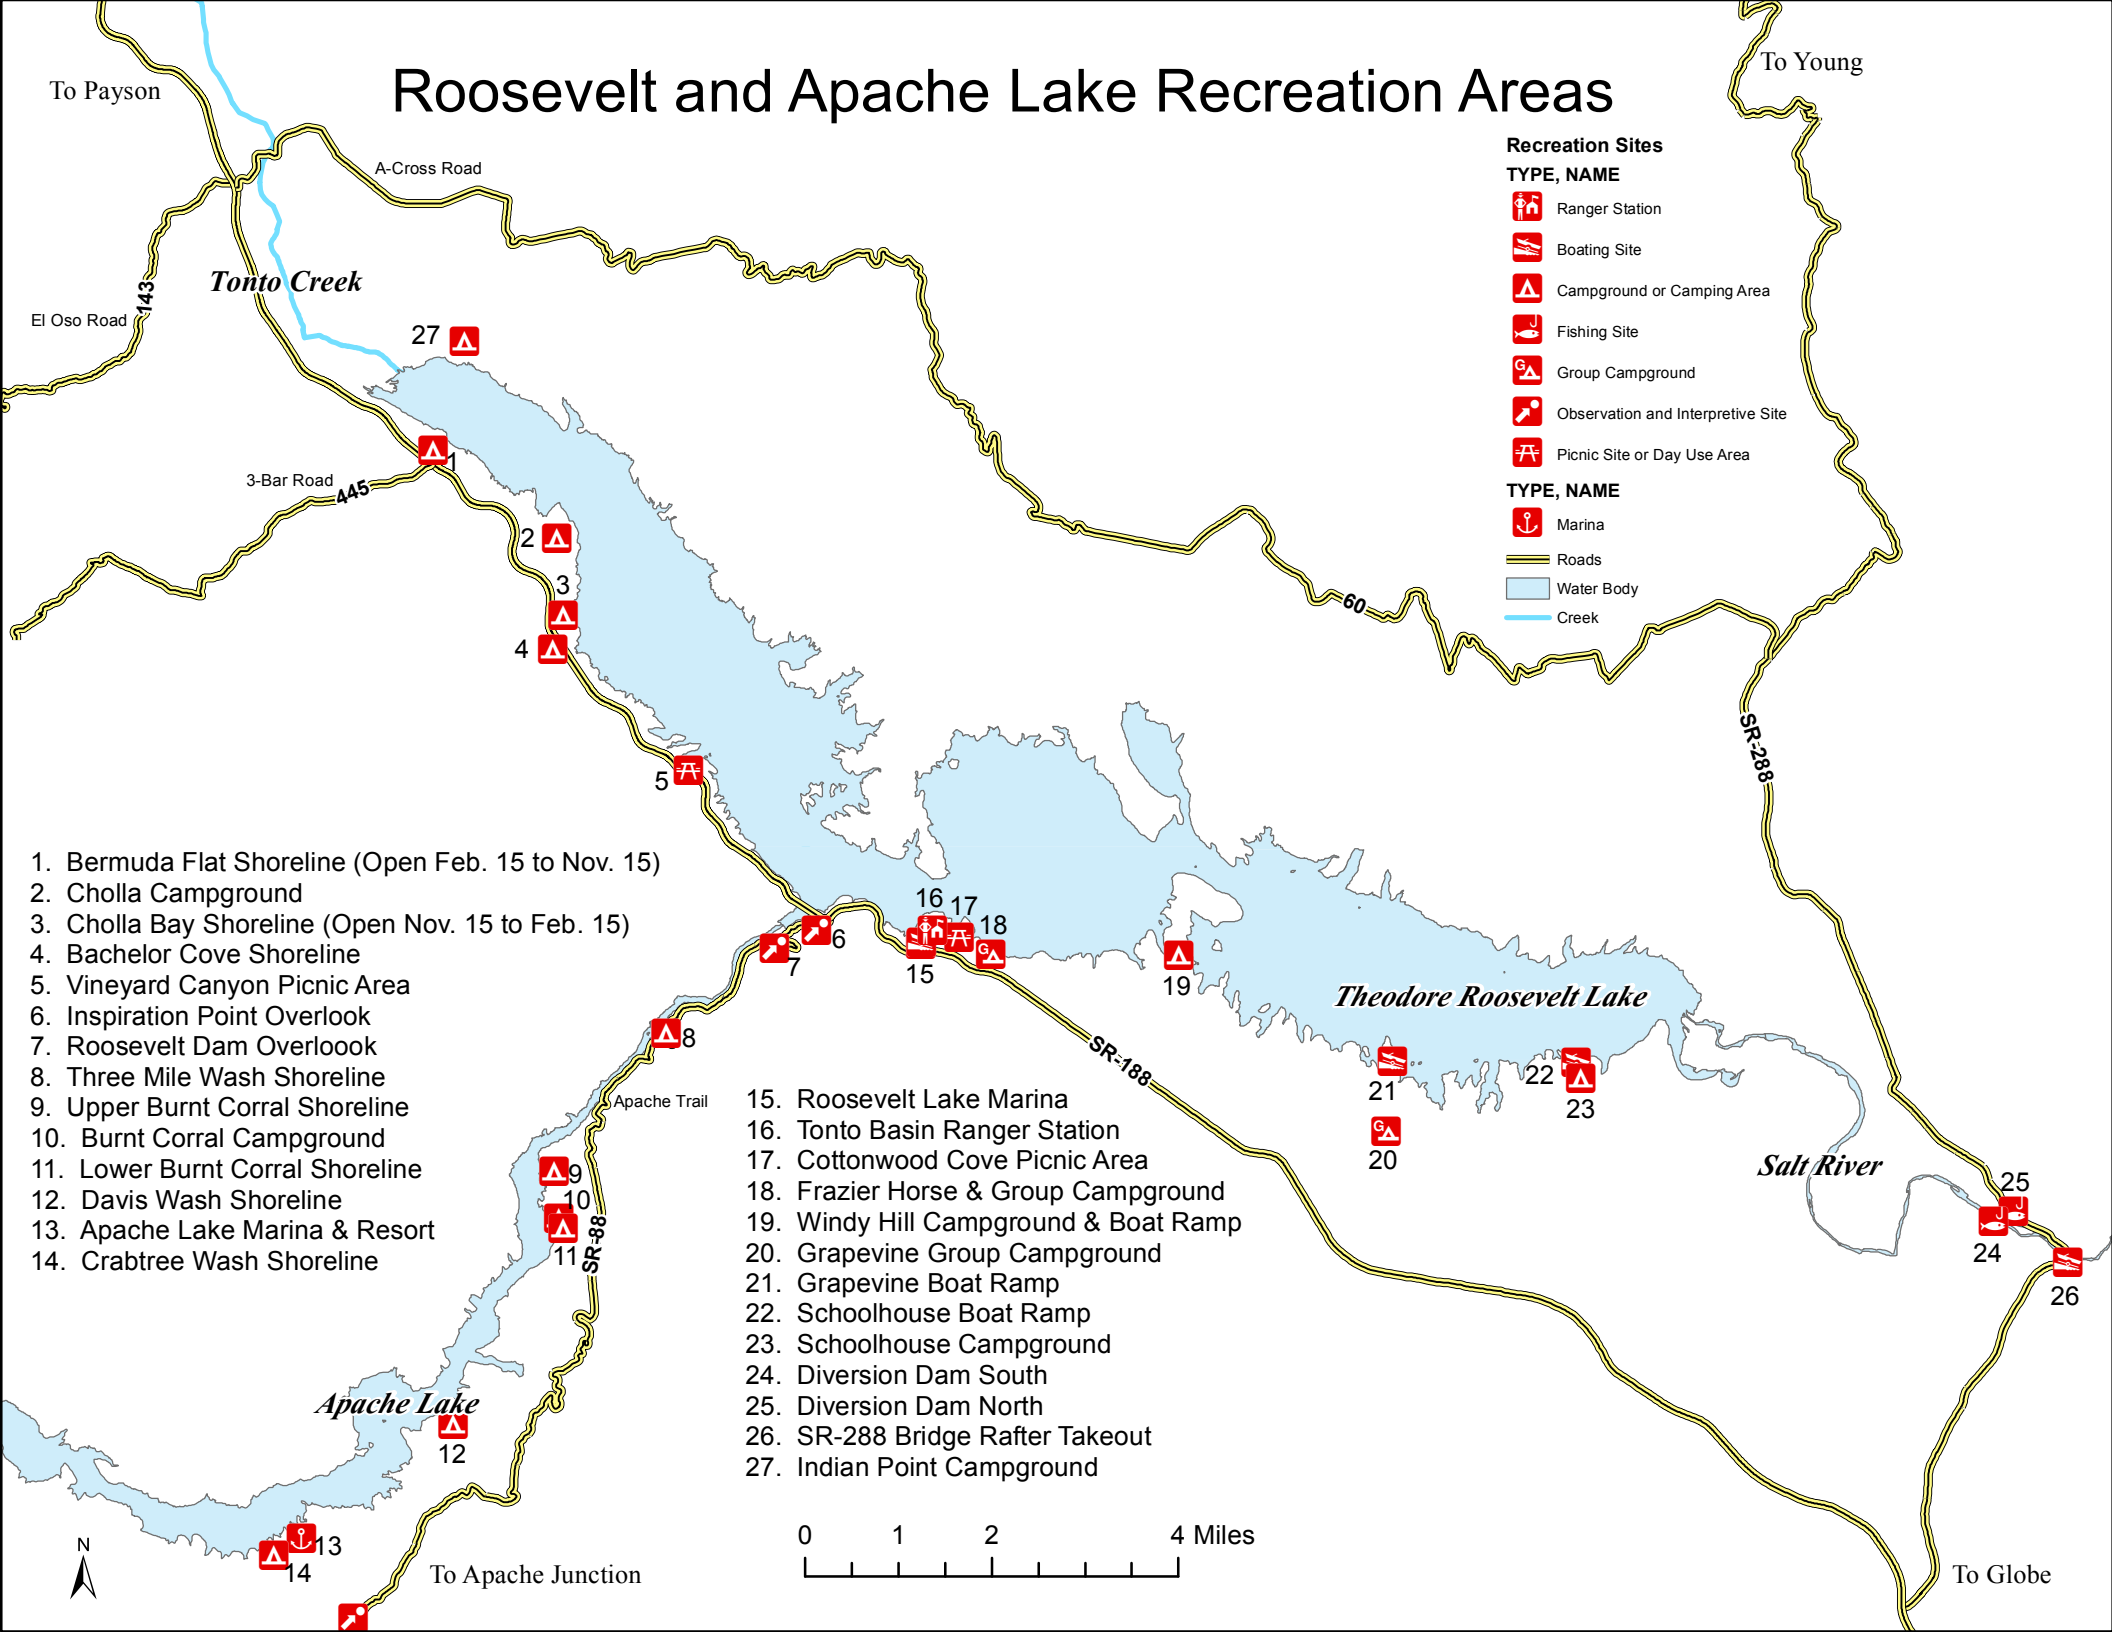 Roosevelt and Apache Lake Recreation Areas
To Payson
To Young
A-Cross Road
Recreation Sites
TYPE, NAME
Ranger Station
Boating Site
Campground or Camping Area
Fishing Site
G
Group Campground
Observation and Interpretive Site
Picnic Site or Day Use Area
TYPE, NAME
Marina
Roads
Water Body
Creek
Tonto Creek
143
El Oso Road
27
1
3-Bar Road
445
2
3
4
60
SR-288
5
1. Bermuda Flat Shoreline (Open Feb. 15 to Nov. 15)
2. Cholla Campground
3. Cholla Bay Shoreline (Open Nov. 15 to Feb. 15)
4. Bachelor Cove Shoreline
5. Vineyard Canyon Picnic Area
6. Inspiration Point Overlook
7. Roosevelt Dam Overloook
8. Three Mile Wash Shoreline
9. Upper Burnt Corral Shoreline
10. Burnt Corral Campground
11. Lower Burnt Corral Shoreline
12. Davis Wash Shoreline
13. Apache Lake Marina & Resort
14. Crabtree Wash Shoreline
16
17
18
G
6
7
15
19
Theodore Roosevelt Lake
8
SR-188
21
22
23
G
20
Apache Trail
15. Roosevelt Lake Marina
16. Tonto Basin Ranger Station
17. Cottonwood Cove Picnic Area
18. Frazier Horse & Group Campground
19. Windy Hill Campground & Boat Ramp
20. Grapevine Group Campground
21. Grapevine Boat Ramp
22. Schoolhouse Boat Ramp
23. Schoolhouse Campground
24. Diversion Dam South
25. Diversion Dam North
26. SR-288 Bridge Rafter Takeout
27. Indian Point Campground
Salt River
25
24
26
9
10
11
SR-88
Apache Lake
12
13
14
N
To Apache Junction
0 1 2 4 Miles
To Globe